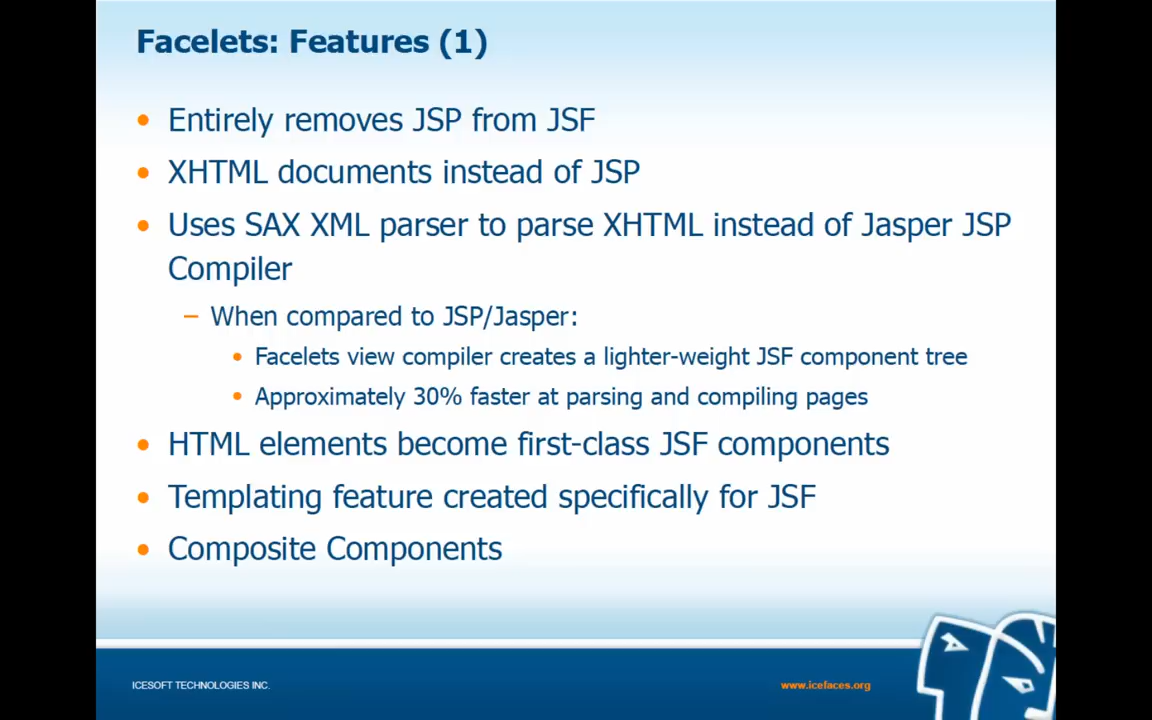 Facelets: Features (1)
• Entirely removes JSP from JSF
• XHTML documents instead of JSP
• Uses SAX XML parser to parse XHTML instead of Jasper JSP
Compiler
– When compared to JSP/Jasper:
• Facelets view compiler creates a lighter-weight JSF component tree
• Approximately 30% faster at parsing and compiling pages
• HTML elements become first-class JSF components
• Templating feature created specifically for JSF
• Composite Components
ICESOFT TECHNOLOGIES INC.
www.icefaces.org